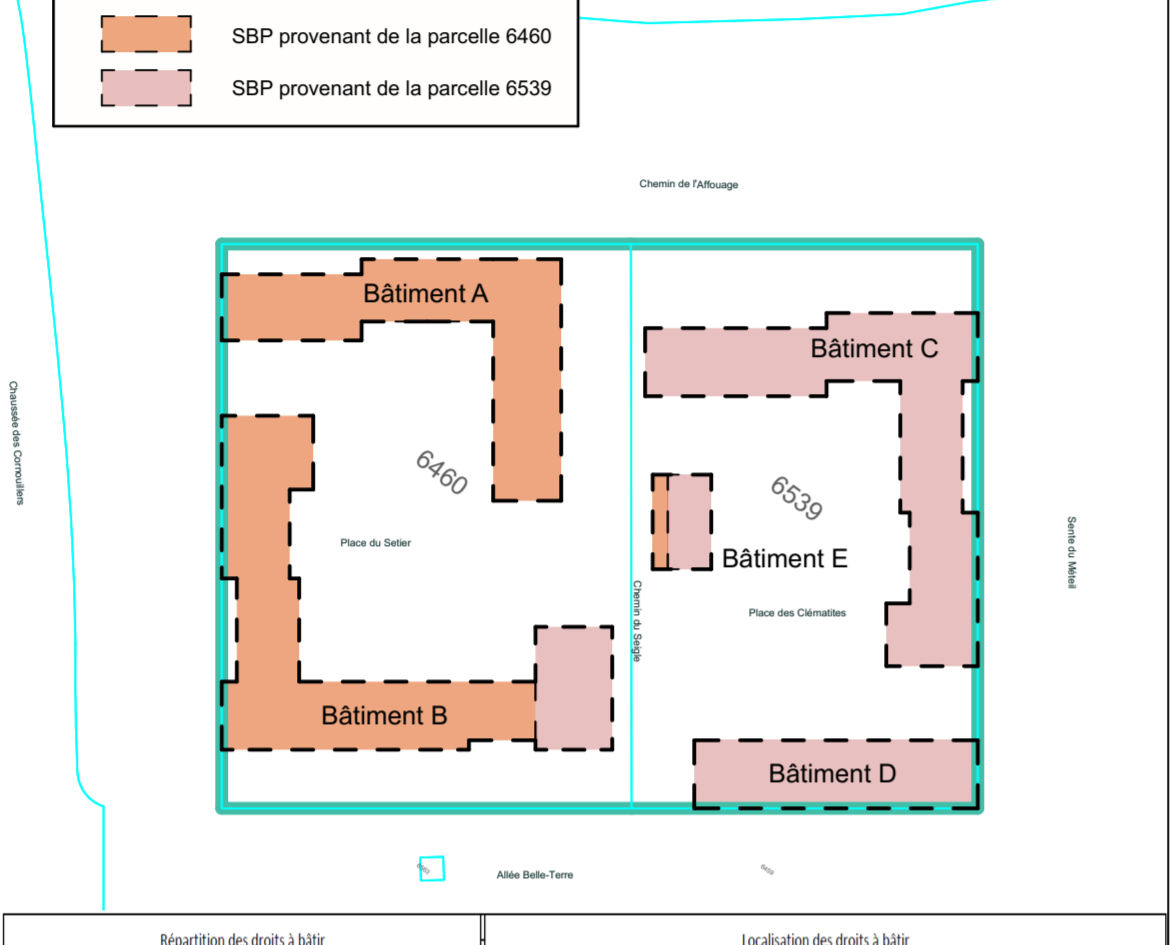 SBP provenant de la parcelle 6460
SBP provenant de la parcelle 6539
Chemin de l'Affouage
Bâtiment A
Bâtiment C
Chaussée des Cornouillers
6460
6539
Place du Setier
Bâtiment E
Sente du Méteil
Chemin du Seigle
Place des Clématites
Bâtiment B
Bâtiment D
6459
Allée Belle-Terre
Répartition des droits à bâtir
Localisation des droits à bâtir